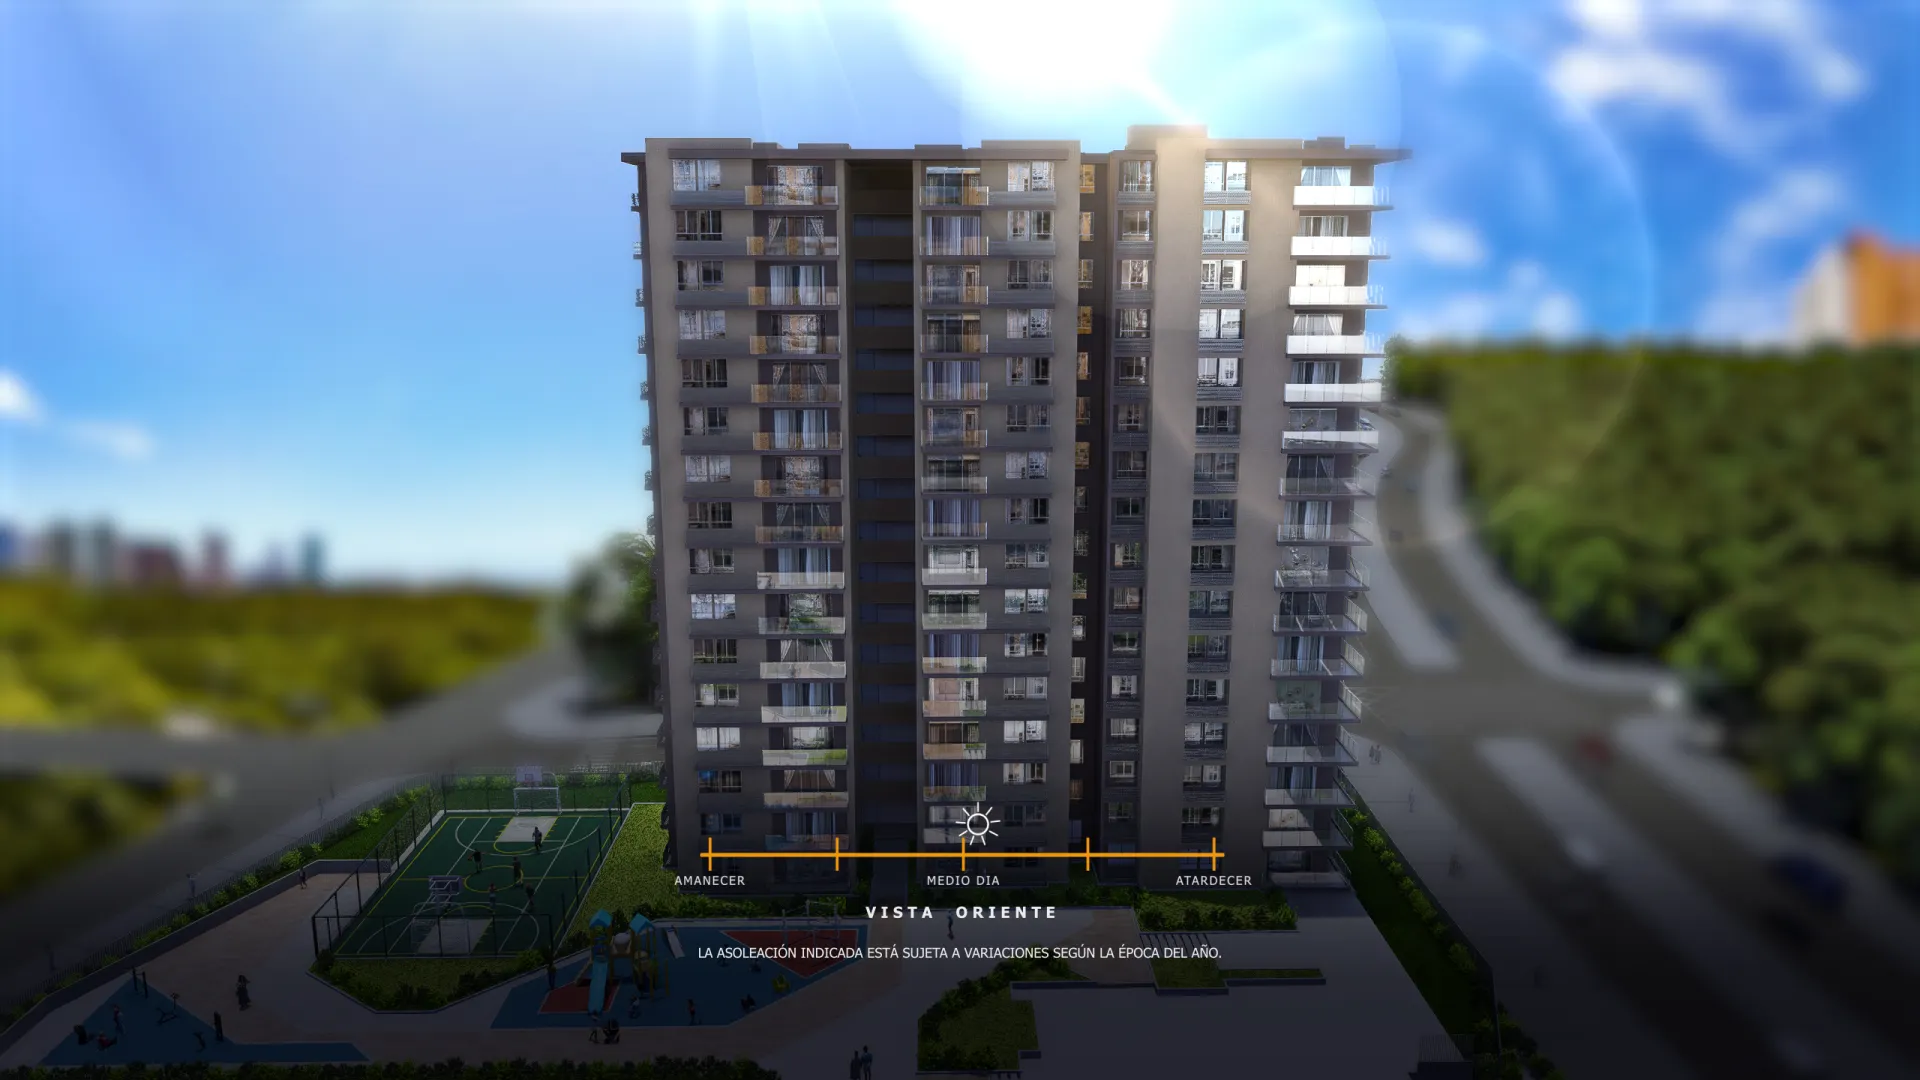 AMANECER
MEDIO DIA
ATARDECER
VISTA ORIENTE
LA ASOLEACIÓN INDICADA ESTÁ SUJETA A VARIACIONES SEGÚN LA ÉPOCA DEL AÑO.